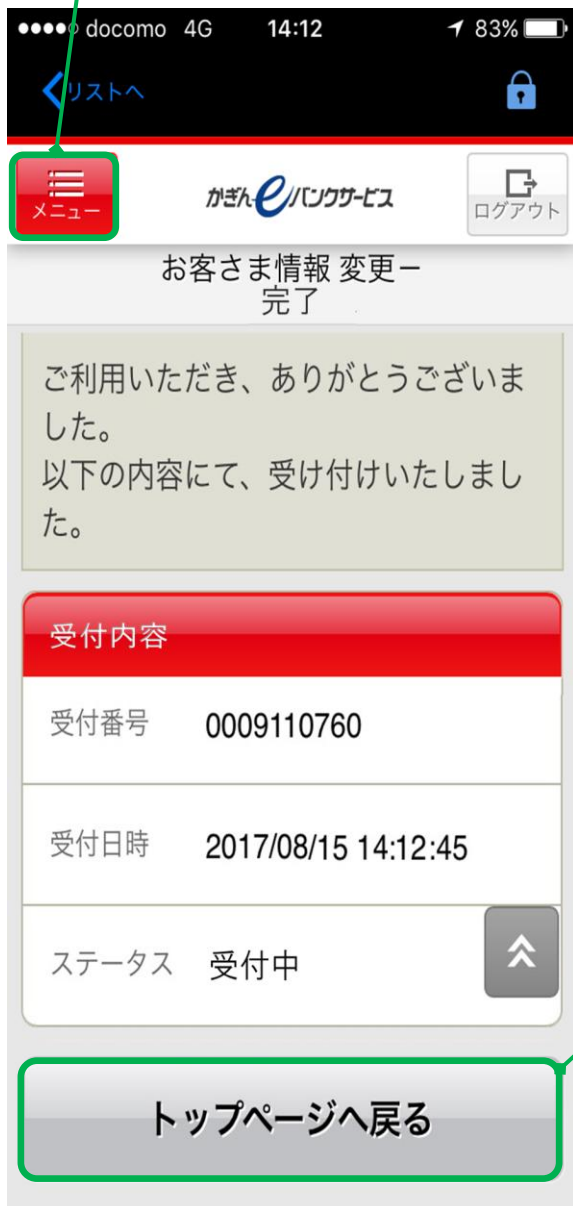 docomo 4G 14:12 83%
リストへ
メニュー かぎん eバンクサービス ログアウト
お客さま情報 変更ー
完了
ご利用いただき、ありがとうございま
した。
以下の内容にて、受け付けいたしまし
た。
受付内容
受付番号 0009110760
受付日時 2017/08/15 14:12:45
ステータス 受付中
トップページへ戻る